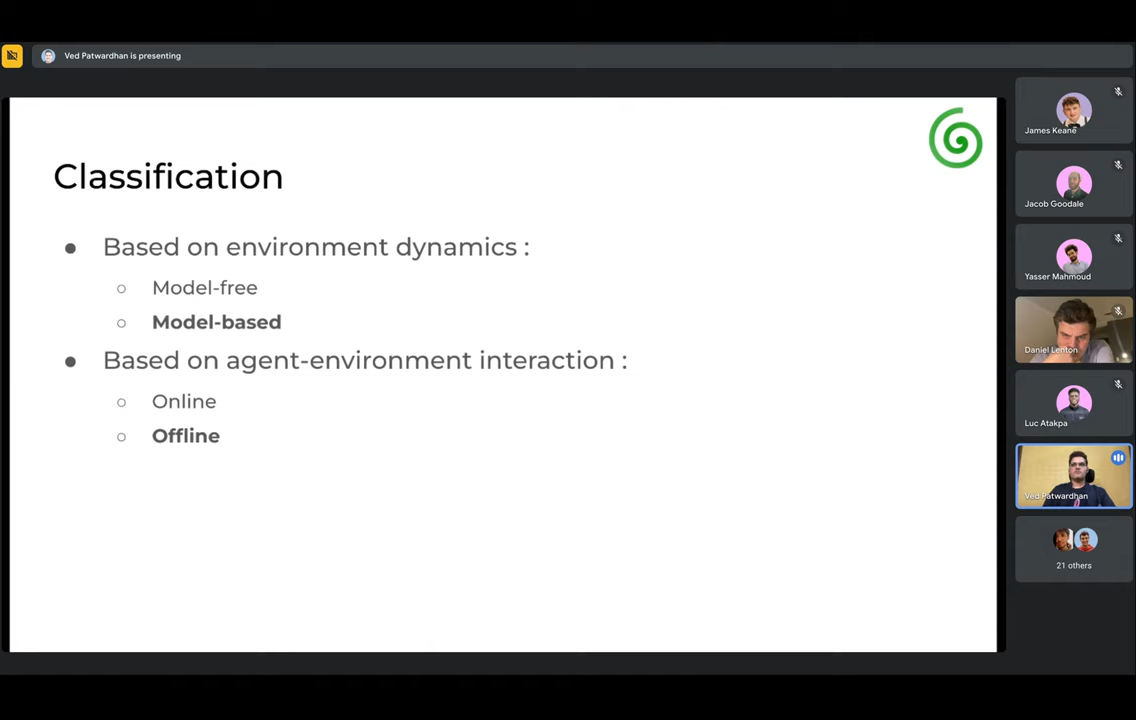 Ved Patwardhan is presenting
Classification
Based on environment dynamics :
Model-free
Model-based
Based on agent-environment interaction :
Online
Offline
James Keane
Jacob Goodale
Yasser Mahmoud
Daniel Lenton
Luc Atakpa
Ved Patwardhan
21 others